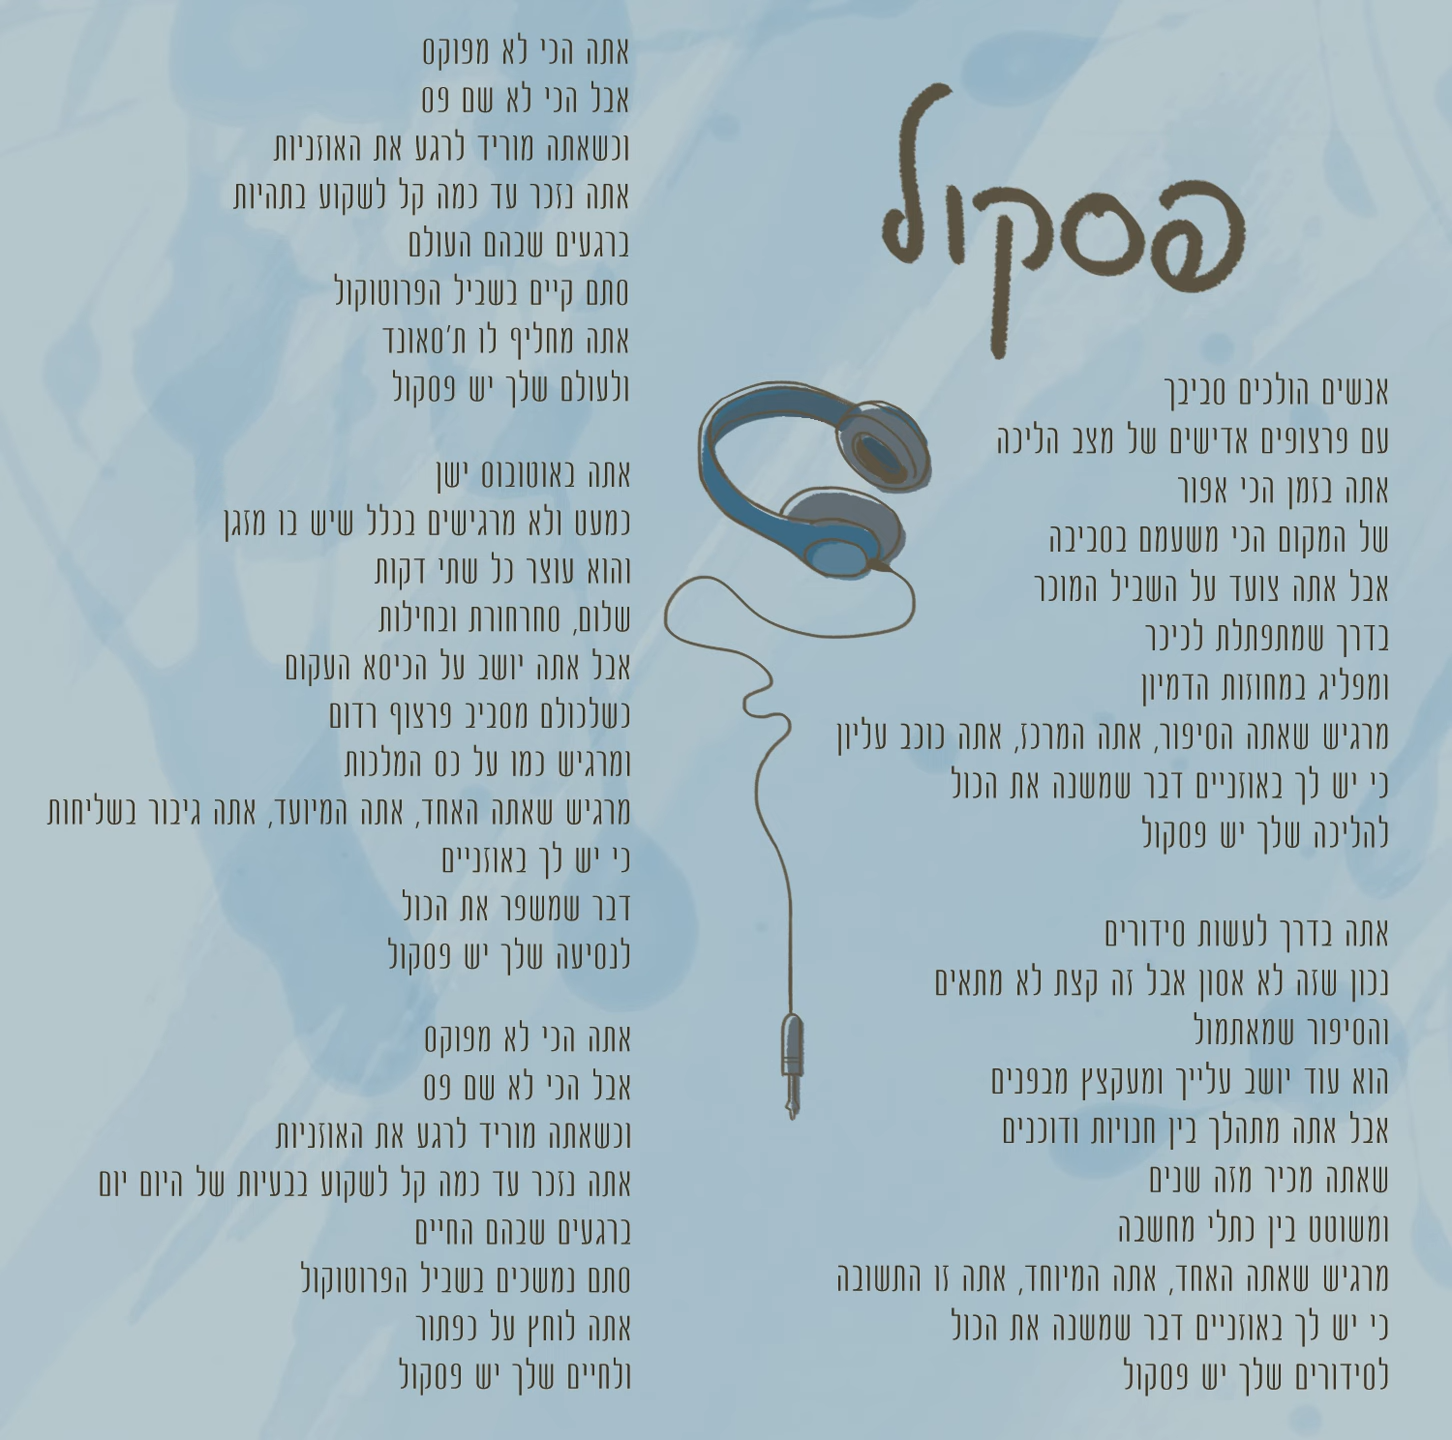 פסקול
אנשים הולכים סביבך
עם פרצופים אדישים של מצב הליכה
אתה בזמן הכי אפור
של המקום הכי משעמם בסביבה
אבל אתה צועד על השביל המוכר
בדרך שמתפתלת לכיכר
ומפליג במחוזות הדמיון
מרגיש שאתה הסיפור, אתה המרכז, אתה כוכב עליון
כי יש לך באוזניים דבר שמשנה את הכול
להליכה שלך יש פסקול
אתה בדרך לעשות סידורים
נכון שזה לא אסון אבל זה קצת לא מתאים
והסיפור שמאתמול
הוא עוד יושב עלייך ומעקצץ מבפנים
אבל אתה מתהלך בין חנויות ודוכנים
שאתה מכיר מזה שנים
ומשוטט בין כתלי מחשבה
מרגיש שאתה האחד, אתה המיוחד, אתה זו התשובה
כי יש לך באוזניים דבר שמשנה את הכול
לסידורים שלך יש פסקול
אתה הכי לא מפוקס
אבל הכי לא שם פס
וכשאתה מוריד לרגע את האוזניות
אתה נזכר עד כמה קל לשקוע בתהיות
ברגעים שבהם העולם
סתם קיים בשביל הפרוטוקול
אתה מחליף לו ת'סאונד
ולעולם שלך יש פסקול
אתה באוטובוס ישן
כמעט ולא מרגישים בכלל שיש בו מזגן
והוא עוצר כל שתי דקות
שלום, סחרחורת ובחילות
אבל אתה יושב על הכיסא העקום
כשלכולם מסביב פרצוף רדום
ומרגיש כמו על כס המלכות
מרגיש שאתה האחד, אתה המיועד, אתה גיבור בשליחות
כי יש לך באוזניים
דבר שמשפר את הכול
לנסיעה שלך יש פסקול
אתה הכי לא מפוקס
אבל הכי לא שם פס
וכשאתה מוריד לרגע את האוזניות
אתה נזכר עד כמה קל לשקוע בבעיות של היום יום
ברגעים שבהם החיים
סתם נמשכים בשביל הפרוטוקול
אתה לוחץ על כפתור
ולחיים שלך יש פסקול